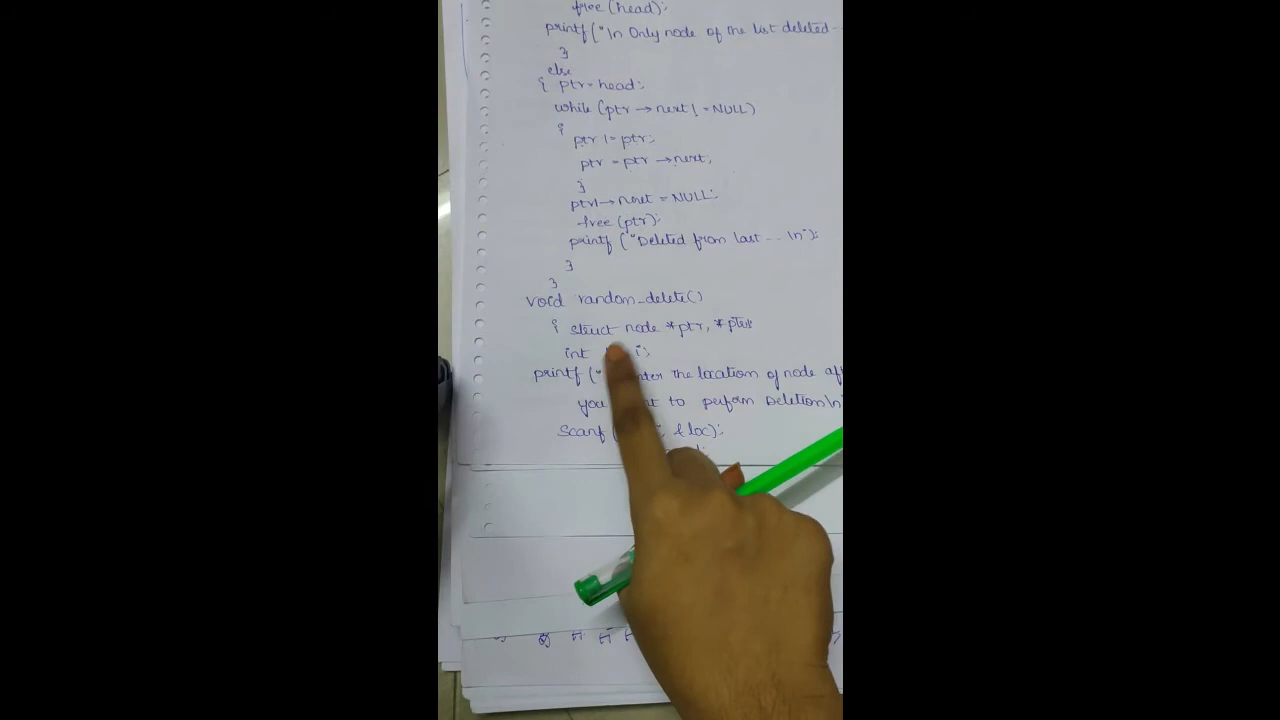 free (head);
printf ("\n Only node of the list deleted --
}
else
{ ptr = head;
while (ptr → next != NULL)
{
ptr1 = ptr;
ptr = ptr → next;
}
ptr1 → next = NULL;
free (ptr);
printf ("Deleted from last -- \n");
}
}
void random_delete()
{ struct node *ptr, *ptr1
int i;
printf (" the location of node
you to perform Deletion \n"
scanf ( &loc);